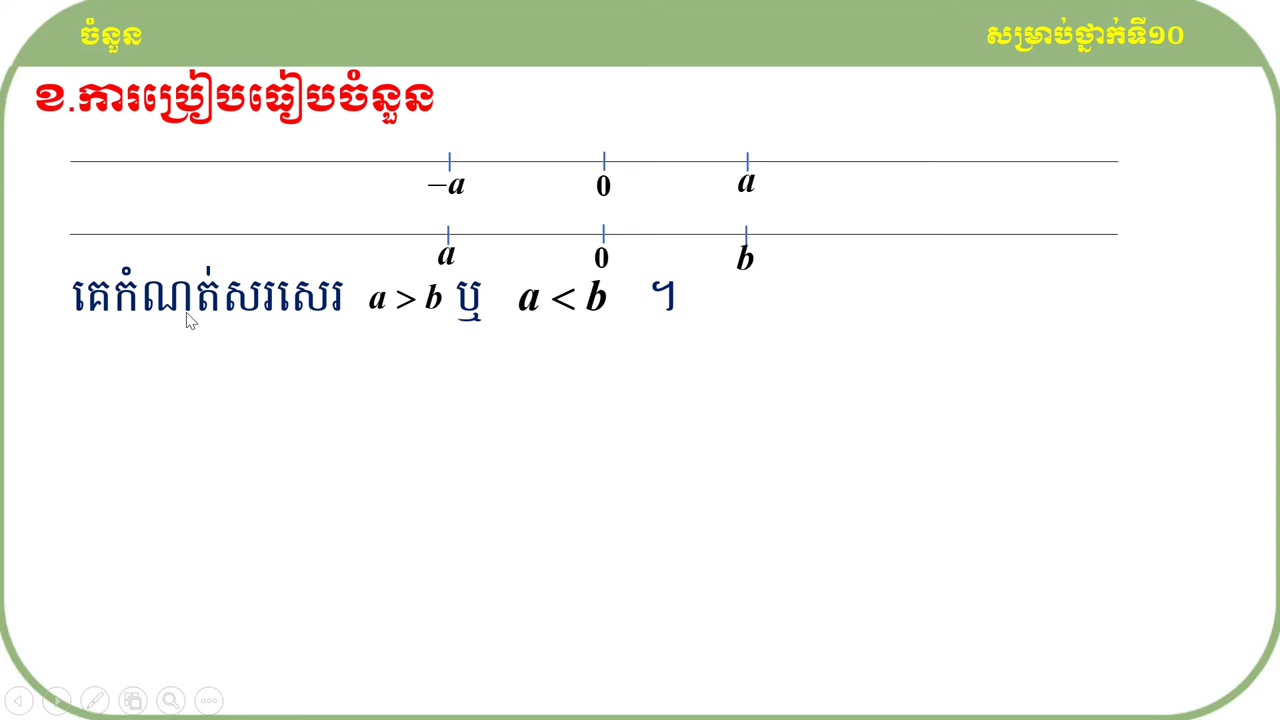 ចំនួន
សម្រាប់ថ្នាក់ទី១០
ខ.ការប្រៀបធៀបចំនួន
−a 0 a
a 0 b
គេកំណត់សរសេរ a > b ឬ a < b ។